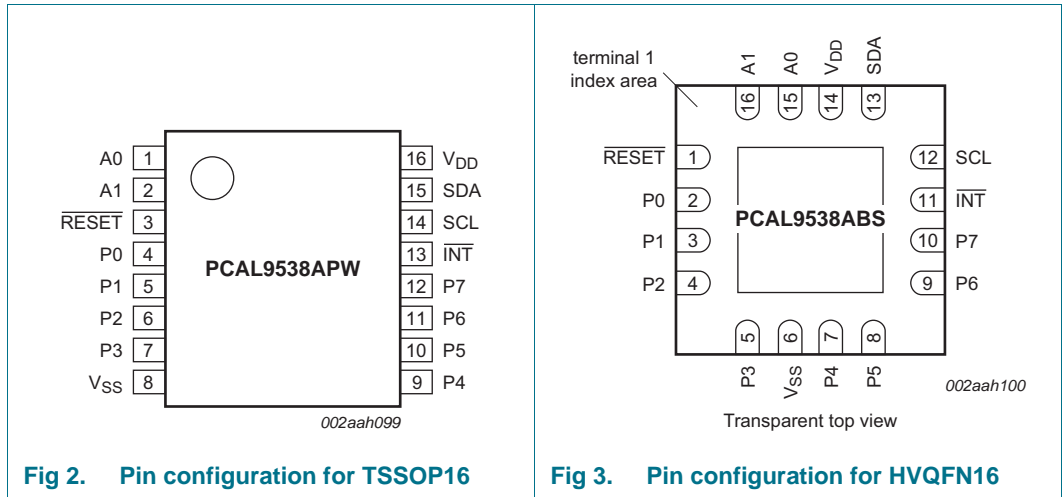 A0 1
A1 2
RESET 3
P0 4
P1 5
P2 6
P3 7
VSS 8
PCAL9538APW
16 VDD
15 SDA
14 SCL
13 INT
12 P7
11 P6
10 P5
9 P4
002aah099
Fig 2. Pin configuration for TSSOP16
terminal 1
index area
A1 A0 VDD SDA
16 15 14 13
RESET 1
P0 2
P1 3
P2 4
PCAL9538ABS
12 SCL
11 INT
10 P7
9 P6
5 6 7 8
P3 VSS P4 P5
002aah100
Transparent top view
Fig 3. Pin configuration for HVQFN16